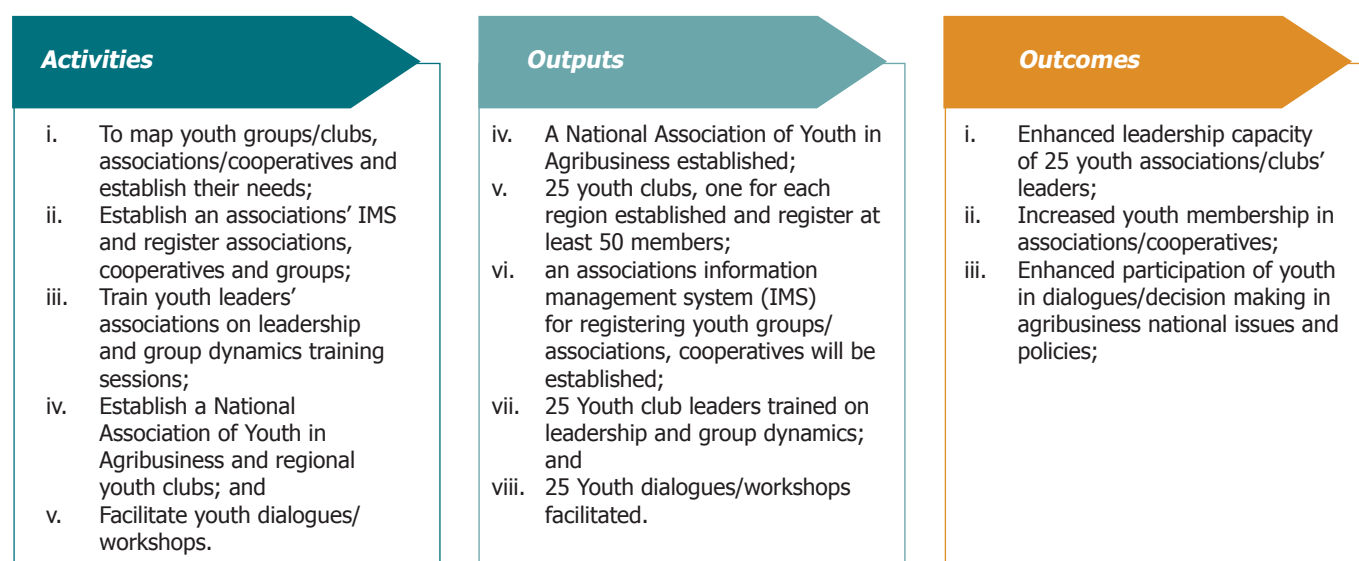 Activities
i. To map youth groups/clubs,
associations/cooperatives and
establish their needs;
ii. Establish an associations' IMS
and register associations,
cooperatives and groups;
iii. Train youth leaders'
associations on leadership
and group dynamics training
sessions;
iv. Establish a National
Association of Youth in
Agribusiness and regional
youth clubs; and
v. Facilitate youth dialogues/
workshops.
Outputs
iv. A National Association of Youth in
Agribusiness established;
v. 25 youth clubs, one for each
region established and register at
least 50 members;
vi. an associations information
management system (IMS)
for registering youth groups/
associations, cooperatives will be
established;
vii. 25 Youth club leaders trained on
leadership and group dynamics;
and
viii. 25 Youth dialogues/workshops
facilitated.
Outcomes
i. Enhanced leadership capacity
of 25 youth associations/clubs'
leaders;
ii. Increased youth membership in
associations/cooperatives;
iii. Enhanced participation of youth
in dialogues/decision making in
agribusiness national issues and
policies;